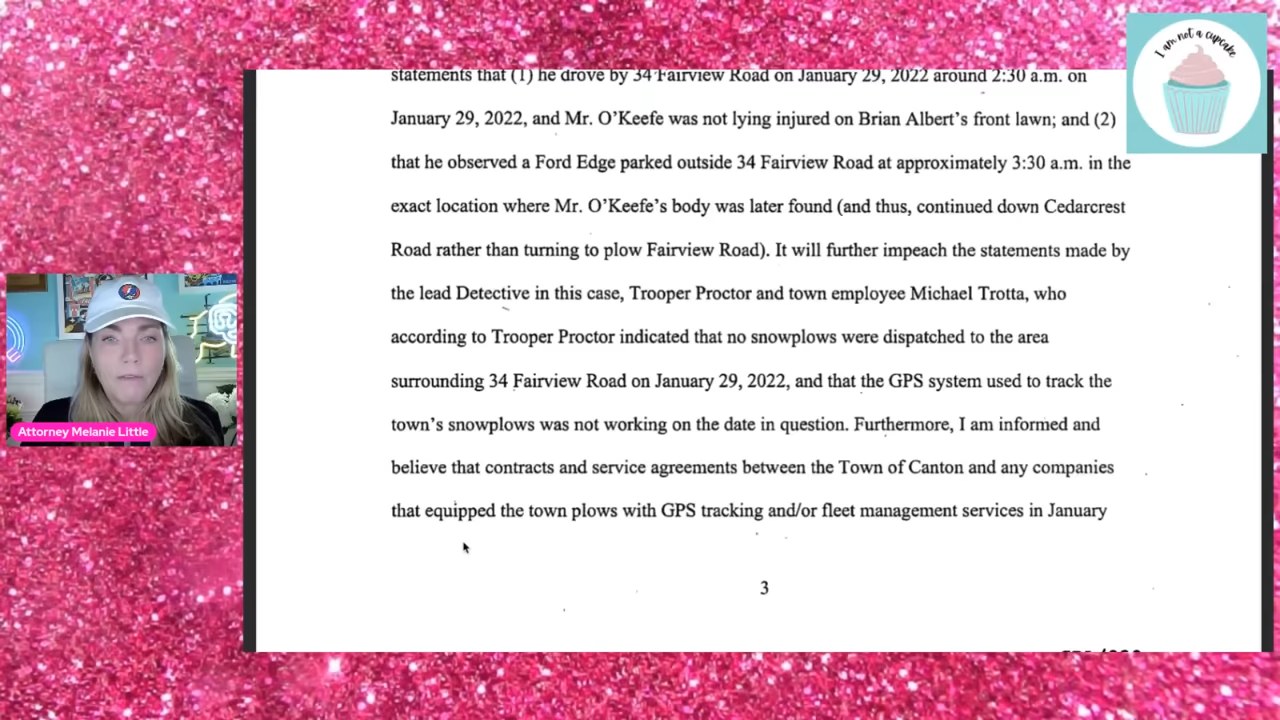 I am not a cupcake
statements that (1) he drove by 34 Fairview Road on January 29, 2022 around 2:30 a.m. on
January 29, 2022, and Mr. O’Keefe was not lying injured on Brian Albert’s front lawn; and (2)
that he observed a Ford Edge parked outside 34 Fairview Road at approximately 3:30 a.m. in the
exact location where Mr. O’Keefe’s body was later found (and thus, continued down Cedarcrest
Road rather than turning to plow Fairview Road). It will further impeach the statements made by
the lead Detective in this case, Trooper Proctor and town employee Michael Trotta, who
according to Trooper Proctor indicated that no snowplows were dispatched to the area
surrounding 34 Fairview Road on January 29, 2022, and that the GPS system used to track the
town’s snowplows was not working on the date in question. Furthermore, I am informed and
believe that contracts and service agreements between the Town of Canton and any companies
that equipped the town plows with GPS tracking and/or fleet management services in January
3
Attorney Melanie Little